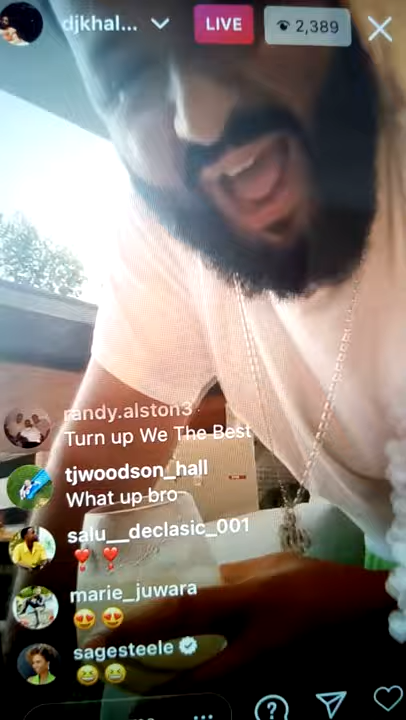 djkhal...
LIVE
2,389
randy.alston3
Turn up We The Best
tjwoodson_hall
What up bro
salu__declasic_001
marie_juwara
sagesteele